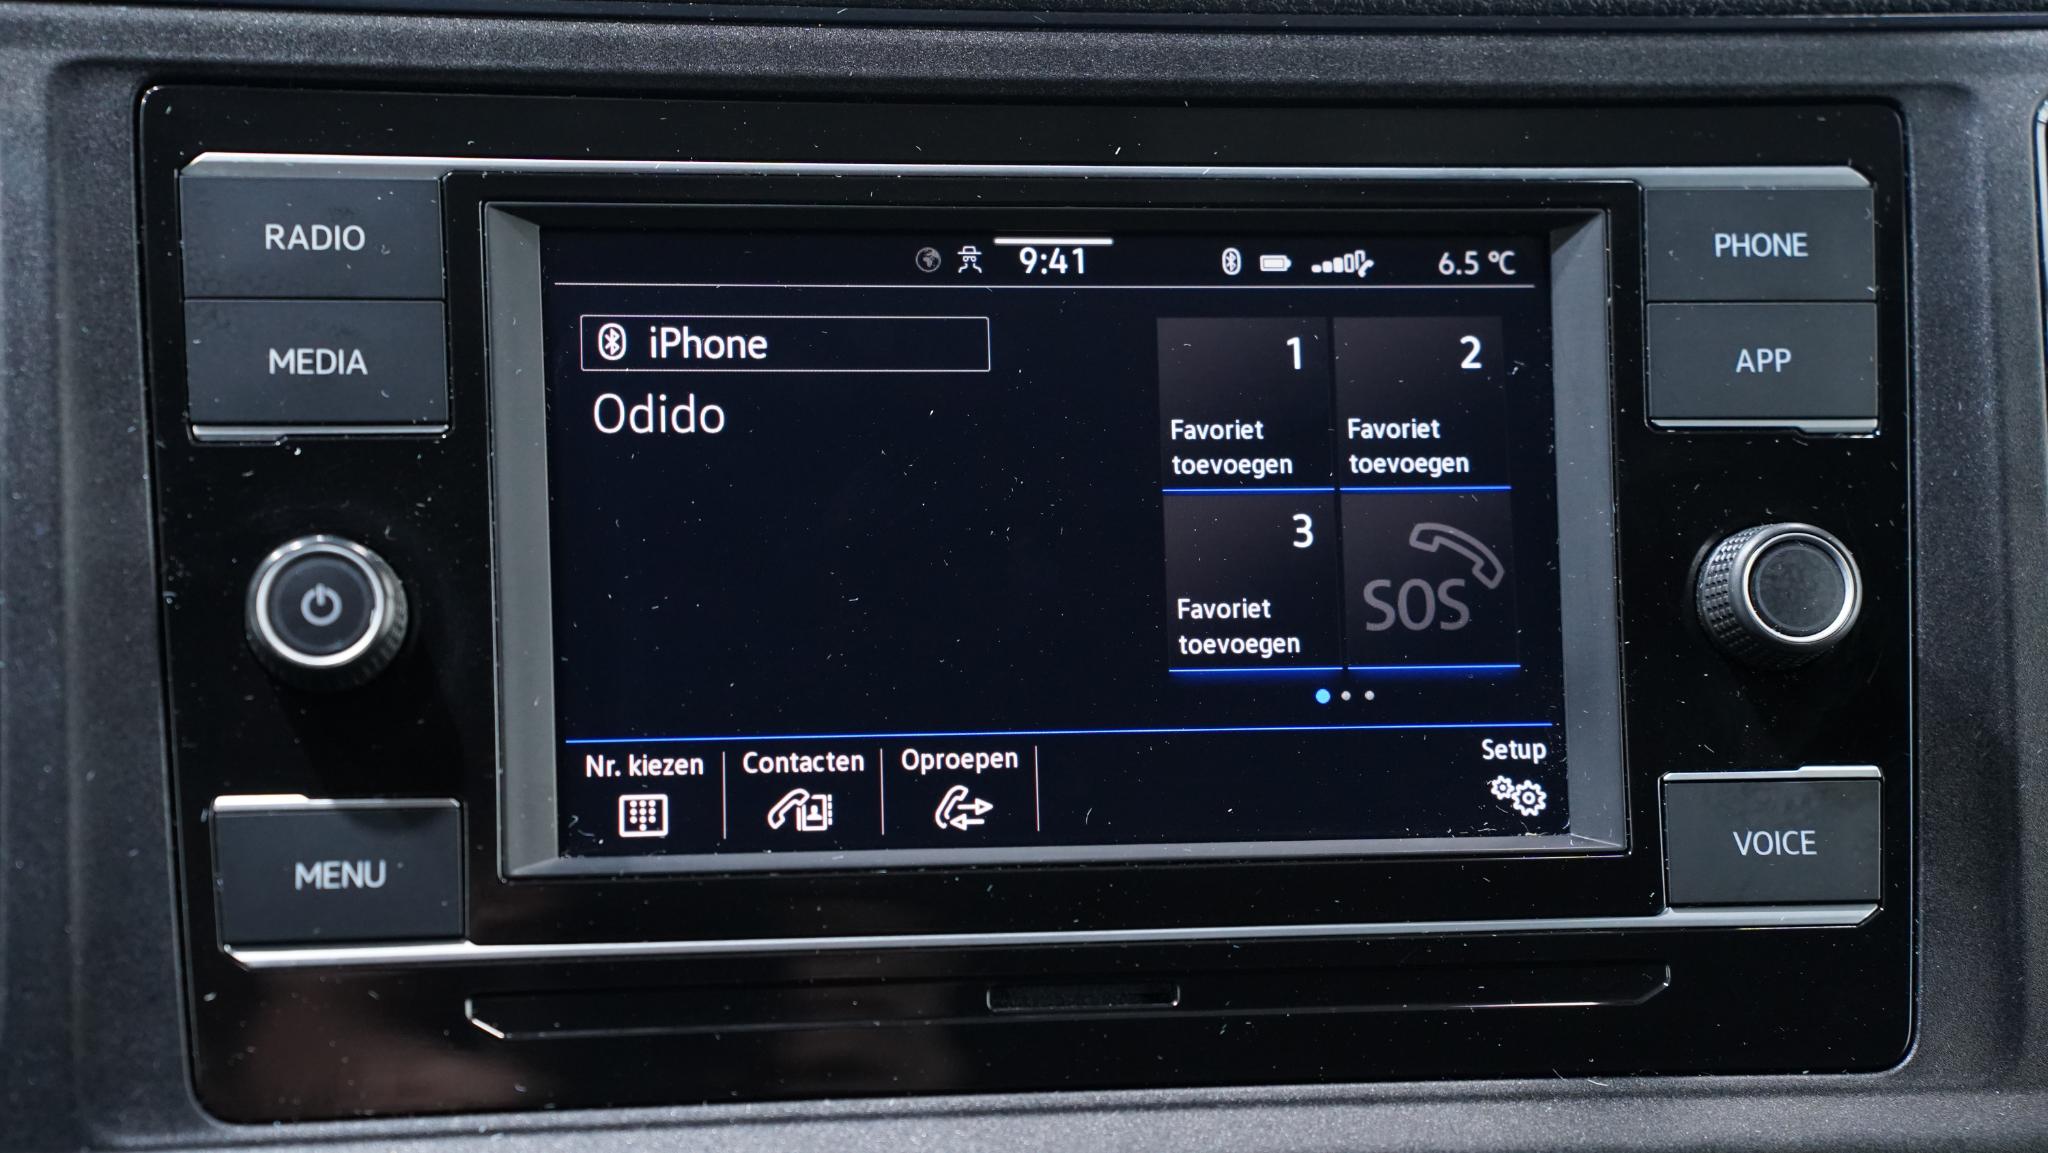 RADIO
MEDIA
MENU
9:41
6.5 °C
iPhone
Odido
1
Favoriet
toevoegen
2
Favoriet
toevoegen
3
Favoriet
toevoegen
SOS
Nr. kiezen
Contacten
Oproepen
Setup
PHONE
APP
VOICE